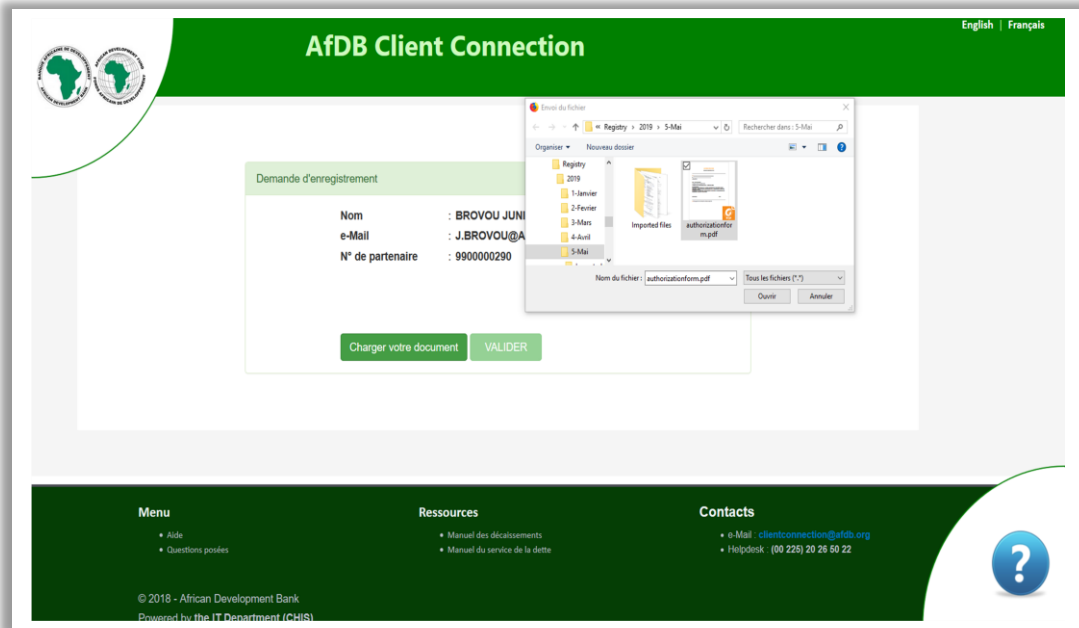 English | Français
AfDB Client Connection
Envoi du fichier
« Registry › 2019 › 5-Mai
Rechercher dans : 5-Mai
Organiser
Nouveau dossier
Registry
2019
1-Janvier
2-Fevrier
3-Mars
4-Avril
5-Mai
Imported files
authorizationfor
m.pdf
Nom du fichier : authorizationform.pdf
Tous les fichiers (*.*)
Ouvrir
Annuler
Demande d'enregistrement
Nom : BROVOU JUNI
e-Mail : J.BROVOU@A
N° de partenaire : 9900000290
Charger votre document
VALIDER
Menu
• Aide
• Questions posées
Ressources
• Manuel des décaissements
• Manuel du service de la dette
Contacts
• e-Mail : clientconnection@afdb.org
• Helpdesk : (00 225) 20 26 50 22
?
© 2018 - African Development Bank
Powered by the IT Department (CHIS)